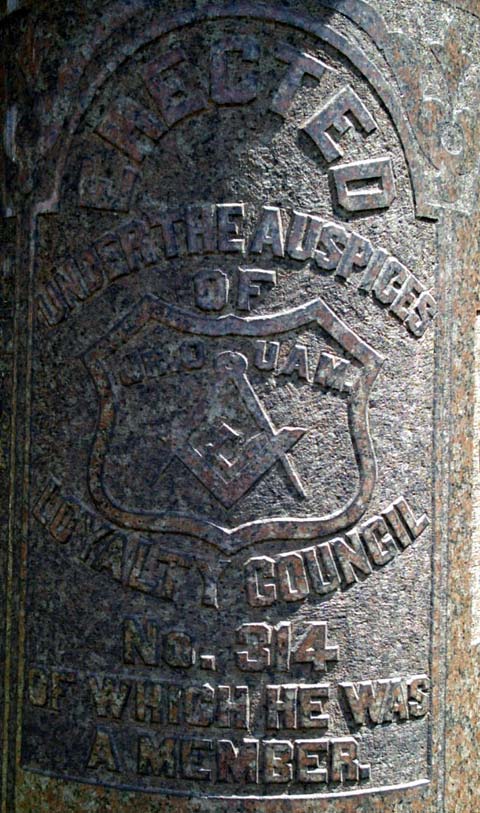 ERECTED
UNDER THE AUSPICES
OF
JR. O. U. A. M.
LOYALTY COUNCIL
No. 314
OF WHICH HE WAS
A MEMBER.